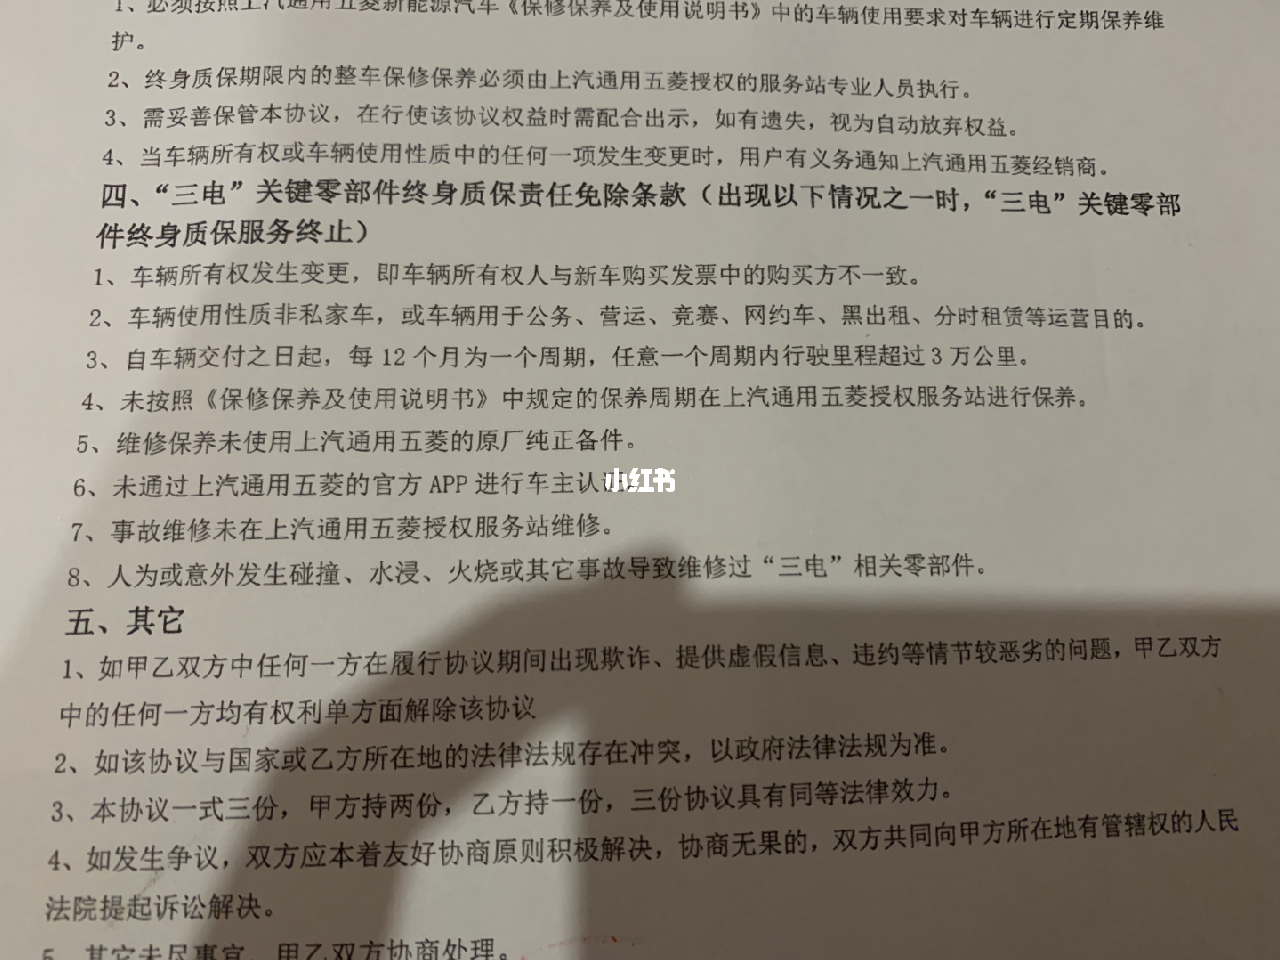 1、必须按照上汽通用五菱新能源汽车《保修保养及使用说明书》中的车辆使用要求对车辆进行定期保养维
护。
2、终身质保期限内的整车保修保养必须由上汽通用五菱授权的服务站专业人员执行。
3、需妥善保管本协议，在行使该协议权益时需配合出示，如有遗失，视为自动放弃权益。
4、当车辆所有权或车辆使用性质中的任何一项发生变更时，用户有义务通知上汽通用五菱经销商。
四、“三电”关键零部件终身质保责任免除条款（出现以下情况之一时，“三电”关键零部
件终身质保服务终止）
1、车辆所有权发生变更，即车辆所有权人与新车购买发票中的购买方不一致。
2、车辆使用性质非私家车，或车辆用于公务、营运、竞赛、网约车、黑出租、分时租赁等运营目的。
3、自车辆交付之日起，每 12 个月为一个周期，任意一个周期内行驶里程超过 3 万公里。
4、未按照《保修保养及使用说明书》中规定的保养周期在上汽通用五菱授权服务站进行保养。
5、维修保养未使用上汽通用五菱的原厂纯正备件。
6、未通过上汽通用五菱的官方 APP 进行车主认证。
小红书
7、事故维修未在上汽通用五菱授权服务站维修。
8、人为或意外发生碰撞、水浸、火烧或其它事故导致维修过“三电”相关零部件。
五、其它
1、如甲乙双方中任何一方在履行协议期间出现欺诈、提供虚假信息、违约等情节较恶劣的问题，甲乙双方
中的任何一方均有权利单方面解除该协议
2、如该协议与国家或乙方所在地的法律法规存在冲突，以政府法律法规为准。
3、本协议一式三份，甲方持两份，乙方持一份，三份协议具有同等法律效力。
4、如发生争议，双方应本着友好协商原则积极解决，协商无果的，双方共同向甲方所在地有管辖权的人民
法院提起诉讼解决。
5、其它未尽事宜，甲乙双方协商处理。